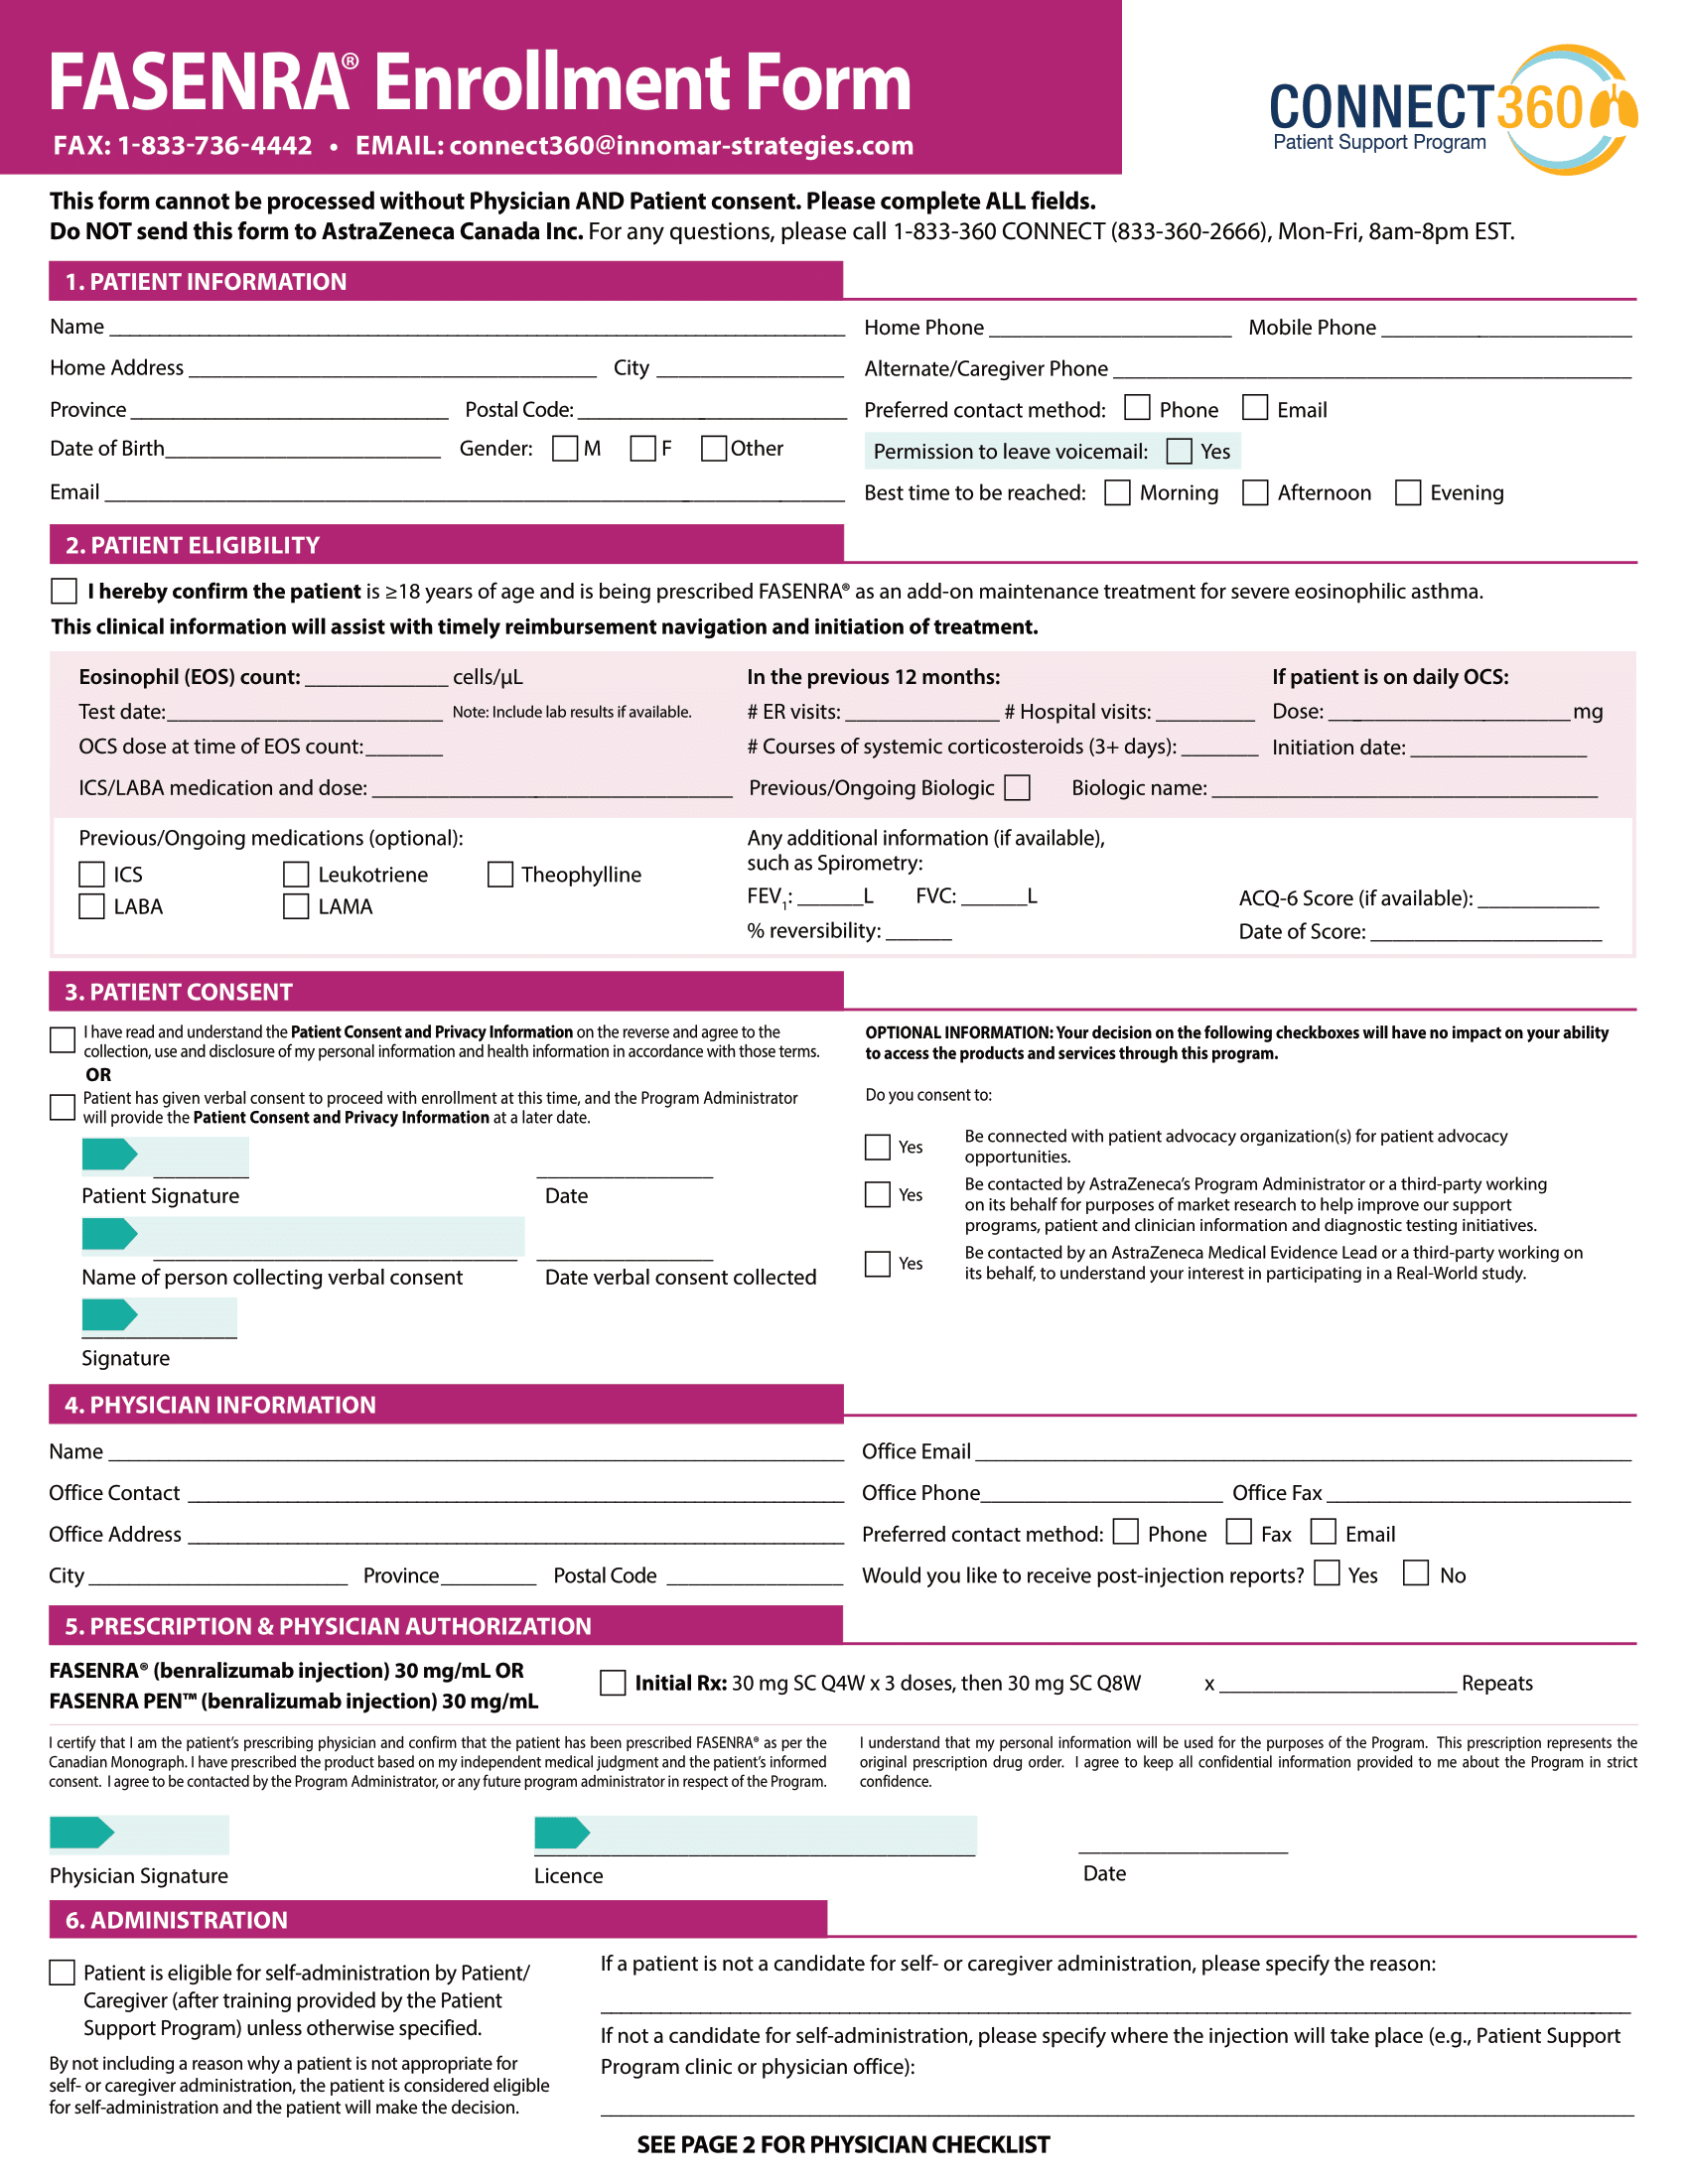 FASENRA® Enrollment Form
FAX: 1-833-736-4442 • EMAIL: connect360@innomar-strategies.com
CONNECT360
Patient Support Program
This form cannot be processed without Physician AND Patient consent. Please complete ALL fields.
Do NOT send this form to AstraZeneca Canada Inc. For any questions, please call 1-833-360 CONNECT (833-360-2666), Mon-Fri, 8am-8pm EST.
1. PATIENT INFORMATION
Name
Home Address City
Province Postal Code:
Date of Birth Gender: M F Other
Email
Home Phone Mobile Phone
Alternate/Caregiver Phone
Preferred contact method: Phone Email
Permission to leave voicemail: Yes
Best time to be reached: Morning Afternoon Evening
2. PATIENT ELIGIBILITY
I hereby confirm the patient is ≥18 years of age and is being prescribed FASENRA® as an add-on maintenance treatment for severe eosinophilic asthma.
This clinical information will assist with timely reimbursement navigation and initiation of treatment.
Eosinophil (EOS) count: cells/µL
Test date: Note: Include lab results if available.
OCS dose at time of EOS count:
ICS/LABA medication and dose:
In the previous 12 months:
# ER visits: # Hospital visits:
# Courses of systemic corticosteroids (3+ days):
Previous/Ongoing Biologic Biologic name:
If patient is on daily OCS:
Dose: mg
Initiation date:
Previous/Ongoing medications (optional):
ICS Leukotriene Theophylline
LABA LAMA
Any additional information (if available),
such as Spirometry:
FEV1: L FVC: L
% reversibility:
ACQ-6 Score (if available):
Date of Score:
3. PATIENT CONSENT
I have read and understand the Patient Consent and Privacy Information on the reverse and agree to the
collection, use and disclosure of my personal information and health information in accordance with those terms.
OR
Patient has given verbal consent to proceed with enrollment at this time, and the Program Administrator
will provide the Patient Consent and Privacy Information at a later date.
Patient Signature Date
Name of person collecting verbal consent Date verbal consent collected
Signature
OPTIONAL INFORMATION: Your decision on the following checkboxes will have no impact on your ability
to access the products and services through this program.
Do you consent to:
Yes Be connected with patient advocacy organization(s) for patient advocacy
opportunities.
Yes Be contacted by AstraZeneca's Program Administrator or a third-party working
on its behalf for purposes of market research to help improve our support
programs, patient and clinician information and diagnostic testing initiatives.
Yes Be contacted by an AstraZeneca Medical Evidence Lead or a third-party working on
its behalf, to understand your interest in participating in a Real-World study.
4. PHYSICIAN INFORMATION
Name
Office Contact
Office Address
City Province Postal Code
Office Email
Office Phone Office Fax
Preferred contact method: Phone Fax Email
Would you like to receive post-injection reports? Yes No
5. PRESCRIPTION & PHYSICIAN AUTHORIZATION
FASENRA® (benralizumab injection) 30 mg/mL OR
FASENRA PEN™ (benralizumab injection) 30 mg/mL
Initial Rx: 30 mg SC Q4W x 3 doses, then 30 mg SC Q8W x Repeats
I certify that I am the patient's prescribing physician and confirm that the patient has been prescribed FASENRA® as per the
Canadian Monograph. I have prescribed the product based on my independent medical judgment and the patient's informed
consent. I agree to be contacted by the Program Administrator, or any future program administrator in respect of the Program.
I understand that my personal information will be used for the purposes of the Program. This prescription represents the
original prescription drug order. I agree to keep all confidential information provided to me about the Program in strict
confidence.
Physician Signature Licence Date
6. ADMINISTRATION
Patient is eligible for self-administration by Patient/
Caregiver (after training provided by the Patient
Support Program) unless otherwise specified.
By not including a reason why a patient is not appropriate for
self- or caregiver administration, the patient is considered eligible
for self-administration and the patient will make the decision.
If a patient is not a candidate for self- or caregiver administration, please specify the reason:
If not a candidate for self-administration, please specify where the injection will take place (e.g., Patient Support
Program clinic or physician office):
SEE PAGE 2 FOR PHYSICIAN CHECKLIST